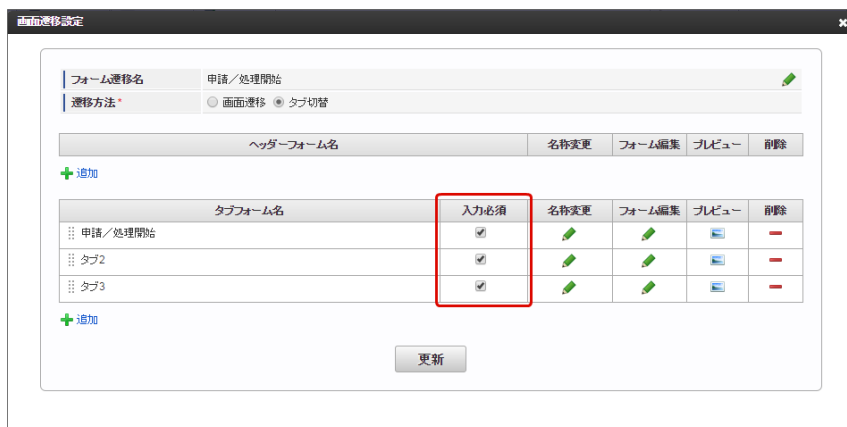 画面遷移設定
フォーム遷移名 申請／処理開始
遷移方法* 画面遷移 タブ切替
ヘッダーフォーム名 名称変更 フォーム編集 プレビュー 削除
追加
タブフォーム名 入力必須 名称変更 フォーム編集 プレビュー 削除
申請／処理開始
タブ2
タブ3
追加
更新